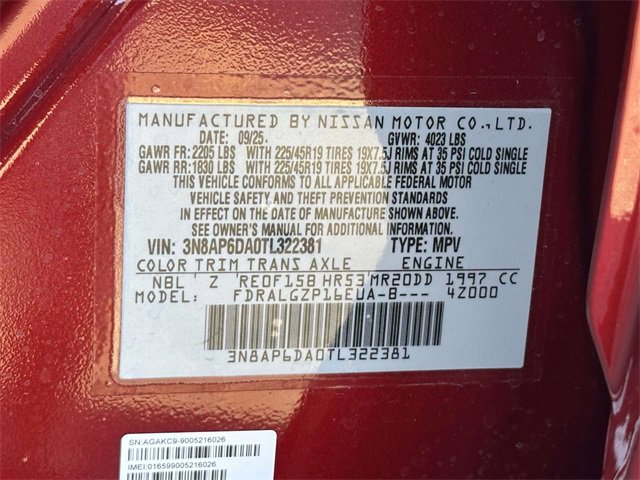 MANUFACTURED BY NISSAN MOTOR CO., LTD.
DATE: 09/25. GVWR: 4023 LBS
GAWR FR: 2205 LBS WITH 225/45R19 TIRES 19X7.5J RIMS AT 35 PSI COLD SINGLE
GAWR RR: 1830 LBS WITH 225/45R19 TIRES 19X7.5J RIMS AT 35 PSI COLD SINGLE
THIS VEHICLE CONFORMS TO ALL APPLICABLE FEDERAL MOTOR
VEHICLE SAFETY AND THEFT PREVENTION STANDARDS
IN EFFECT ON THE DATE OF MANUFACTURE SHOWN ABOVE.
SEE OWNER'S MANUAL FOR ADDITIONAL INFORMATION.
VIN: 3N8AP6DA0TL322381 TYPE: MPV
COLOR TRIM TRANS AXLE ENGINE
NBL Z RE0F15B HR53 MR20DD 1997 CC
MODEL: FDRALGZP16EUA-B--- 4Z000
3N8AP6DA0TL322381
SN:AGAKC9-9005216026
IMEI:016599005216026